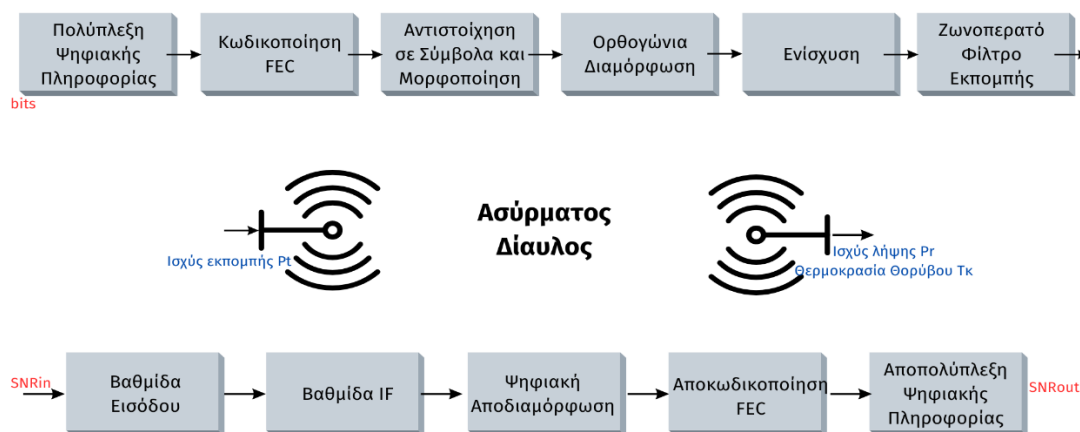 Πολύπλεξη
Ψηφιακής
Πληροφορίας
bits
Κωδικοποίηση
FEC
Αντιστοίχηση
σε Σύμβολα και
Μορφοποίηση
Ορθογώνια
Διαμόρφωση
Ενίσχυση
Ζωνοπερατό
Φίλτρο
Εκπομπής
Ισχύς εκπομπής Pt
Ασύρματος
Δίαυλος
Ισχύς λήψης Pr
Θερμοκρασία Θορύβου Τκ
SNRin
Βαθμίδα
Εισόδου
Βαθμίδα IF
Ψηφιακή
Αποδιαμόρφωση
Αποκωδικοποίηση
FEC
Αποπολύπλεξη
Ψηφιακής
Πληροφορίας
SNRout